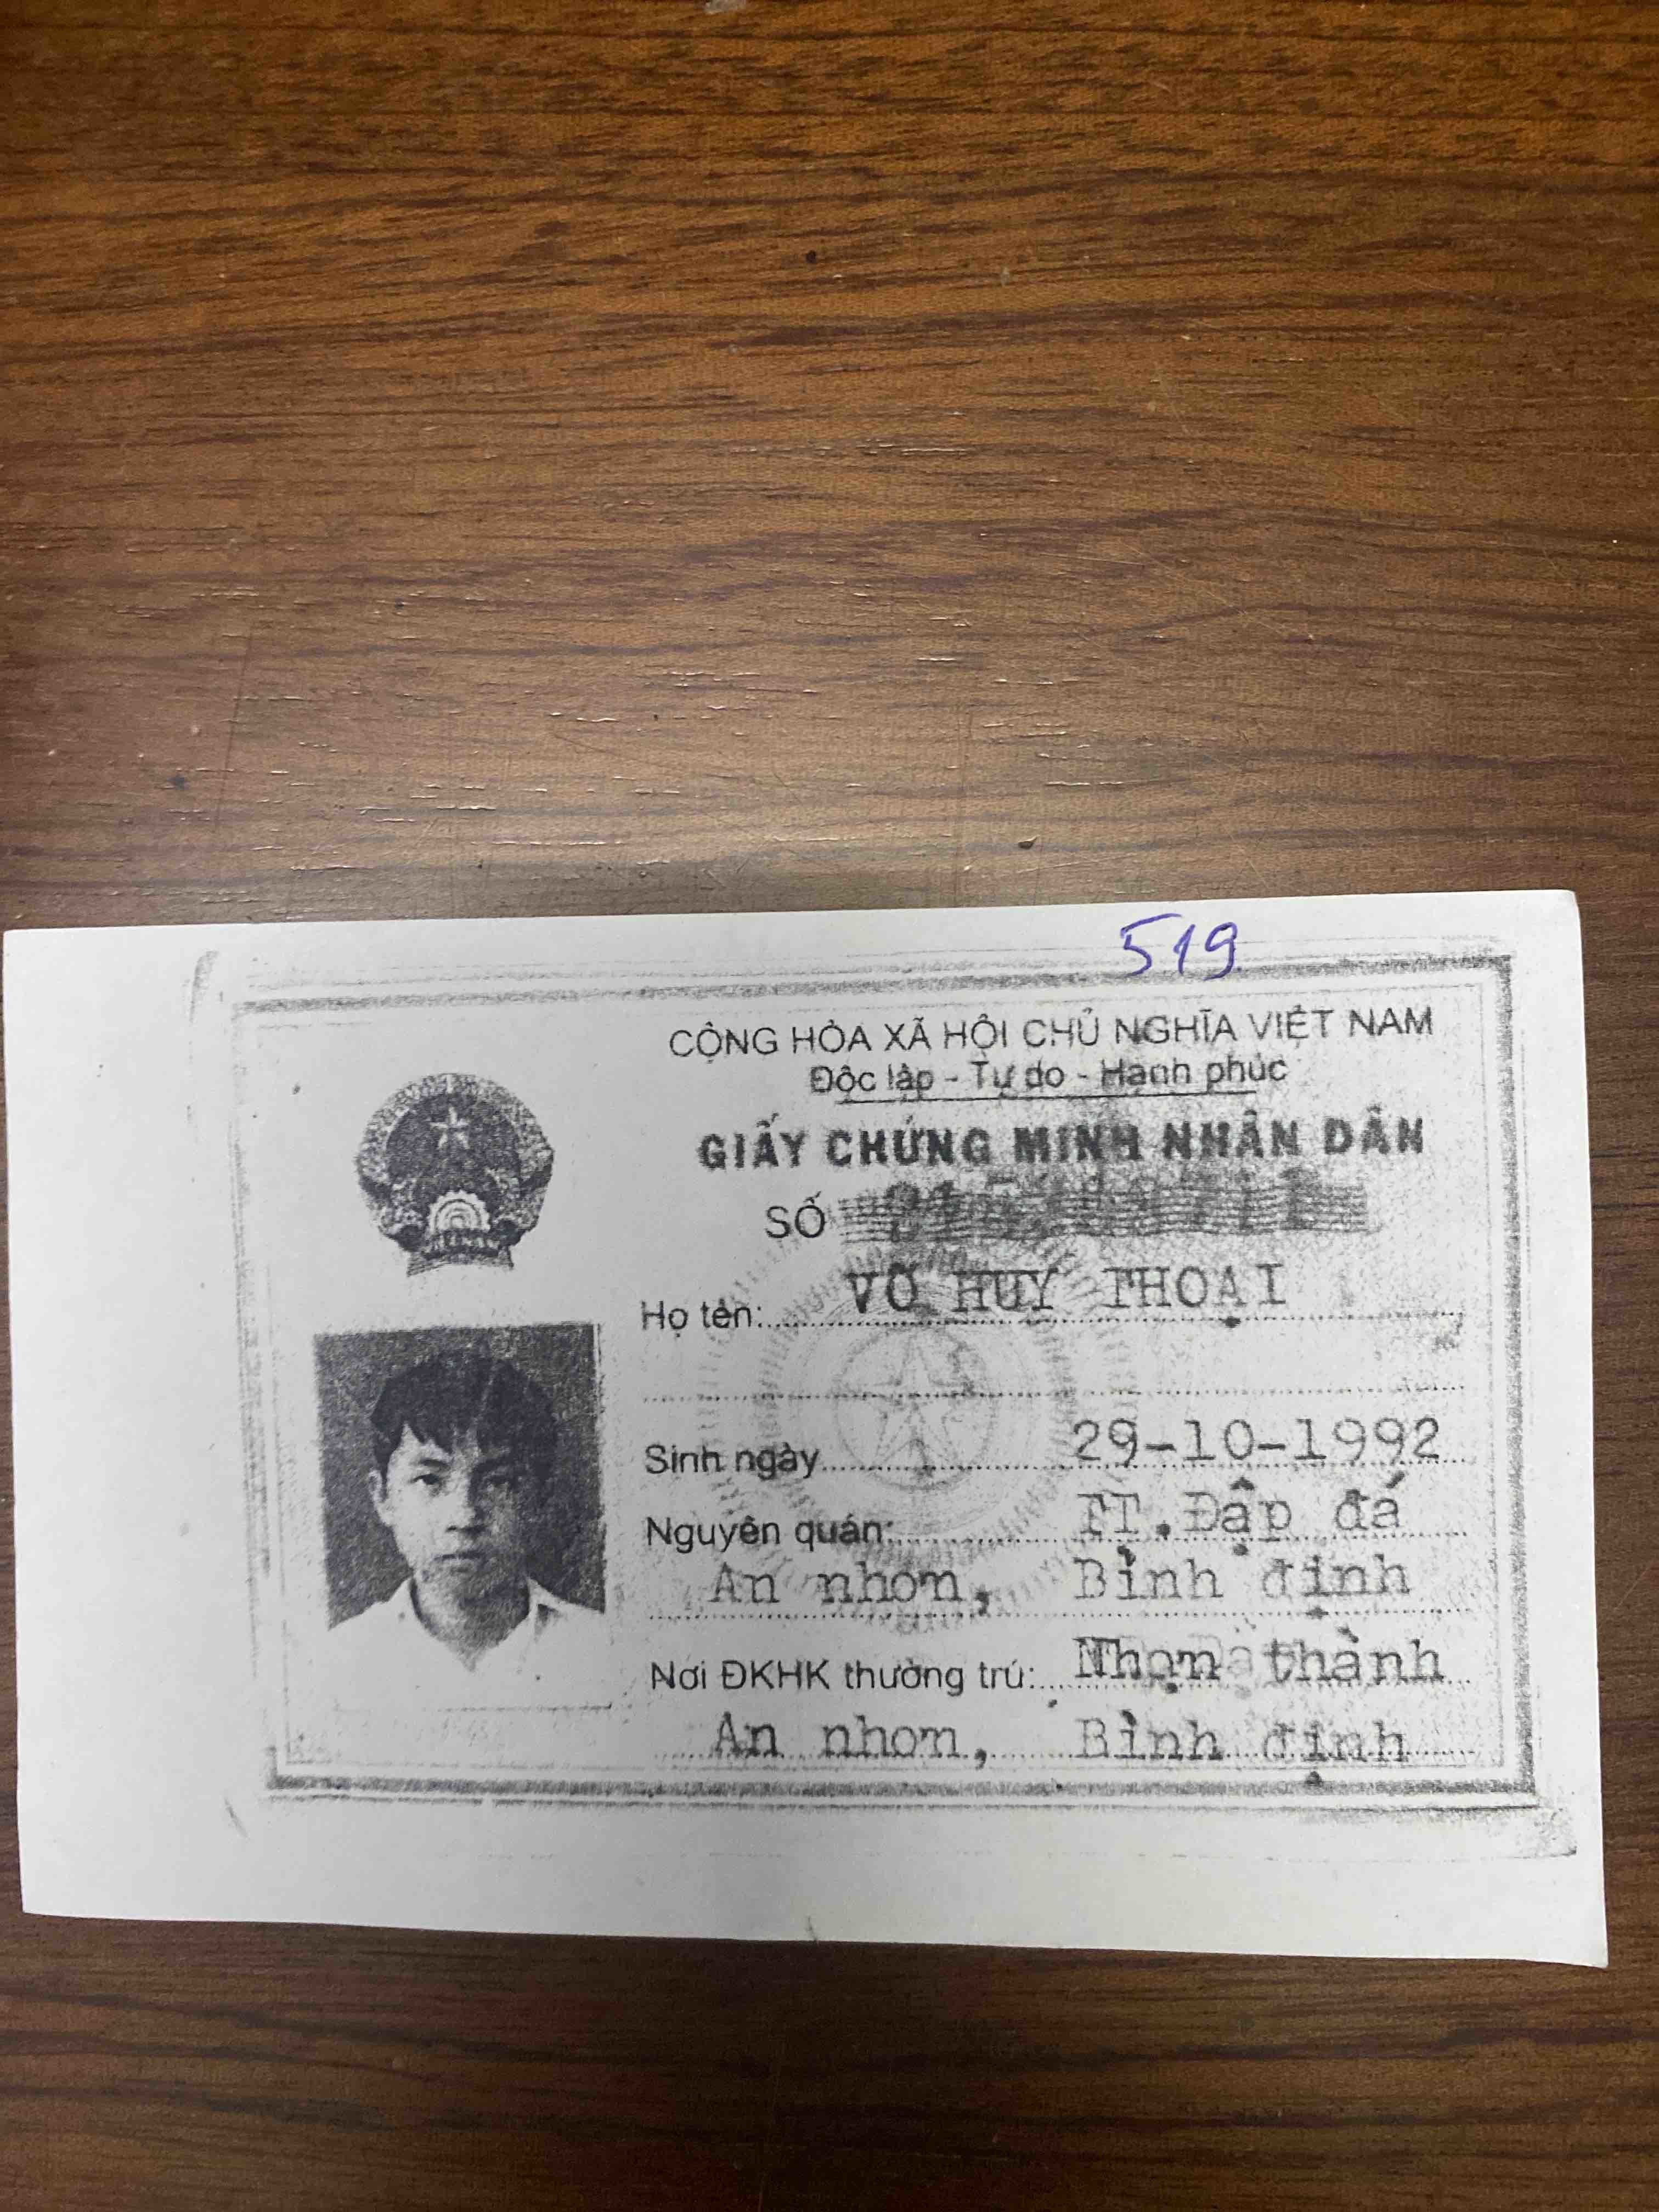 519
CỘNG HÒA XÃ HỘI CHỦ NGHĨA VIỆT NAM
Độc lập - Tự do - Hạnh phúc
GIẤY CHỨNG MINH NHÂN DÂN
SỐ
Họ tên: VÕ HUY THOẠI
Sinh ngày 29-10-1992
Nguyên quán: TT. Đập đá
An nhơn, Bình định
Nơi ĐKHK thường trú: Nhơn thành
An nhơn, Bình định